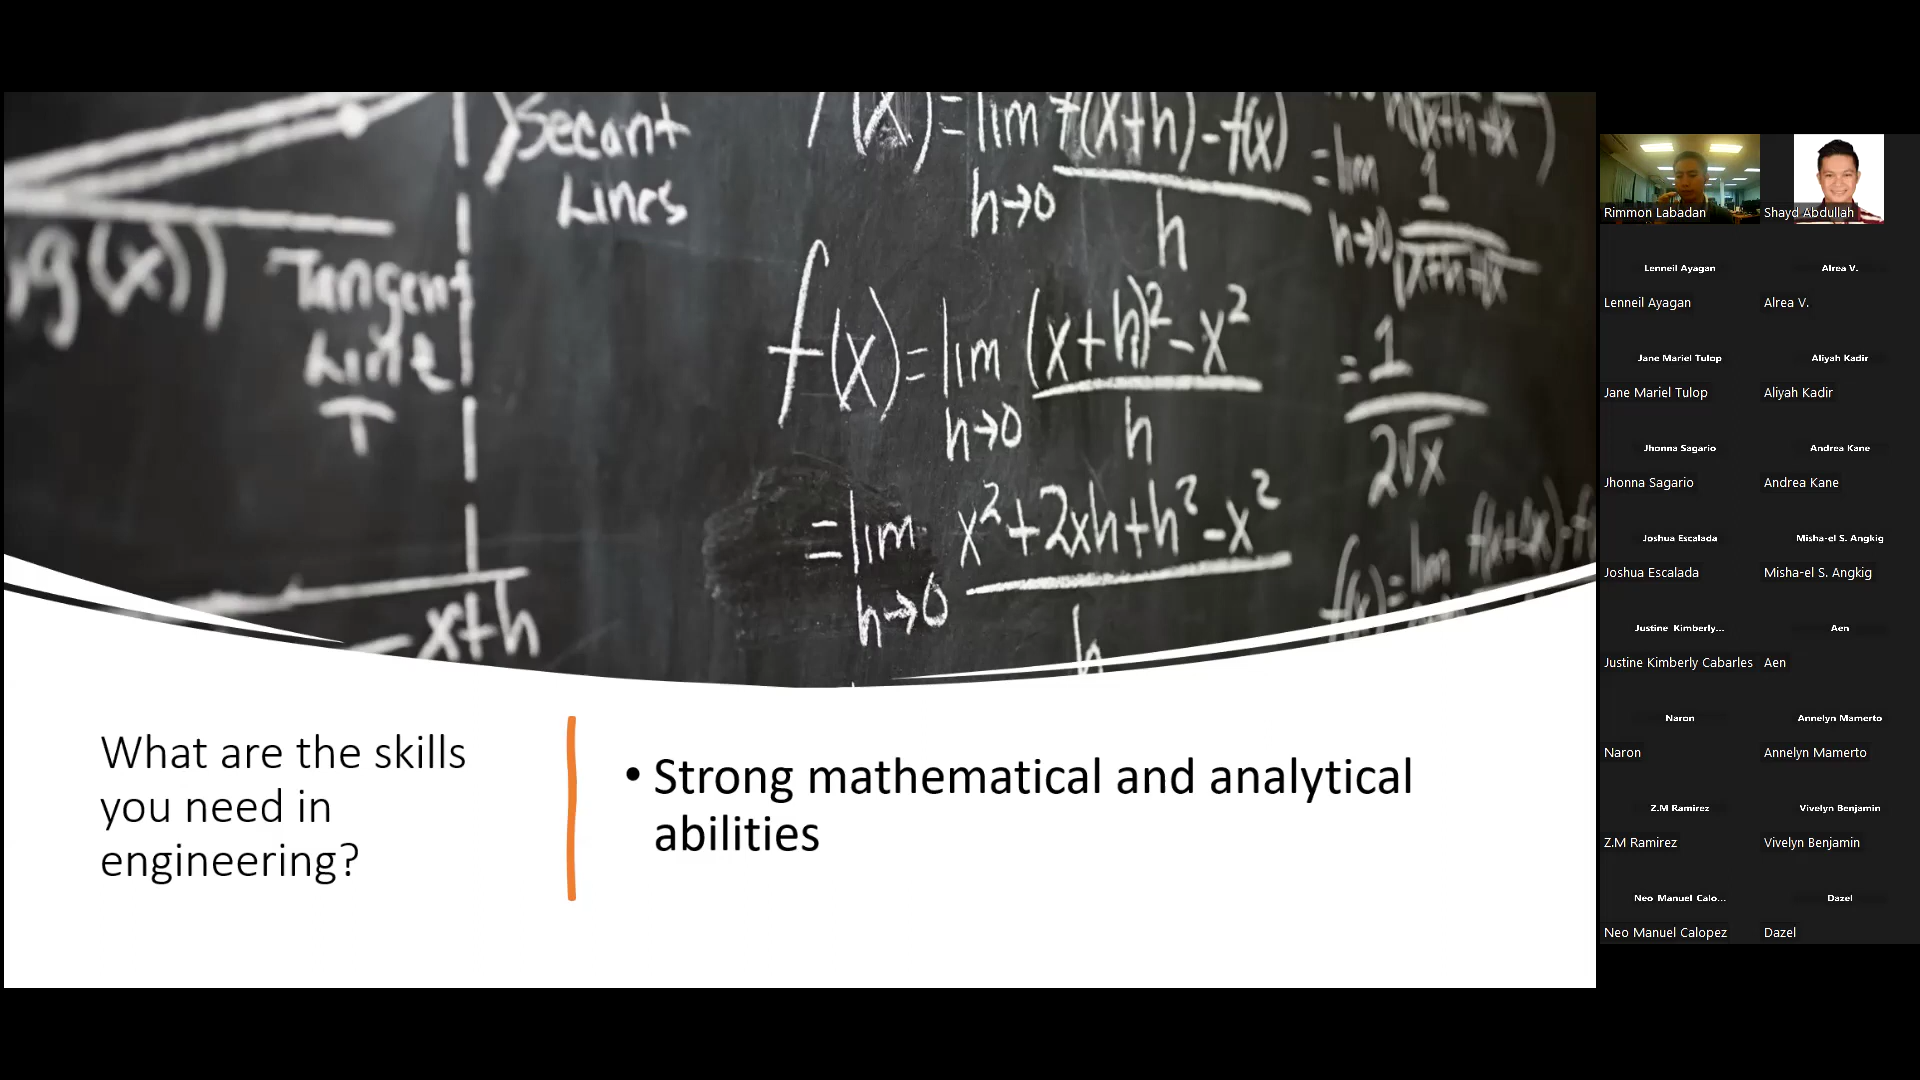 Secant
Lines
f(x)=lim f(x+h)-f(x)
h→0 h
g(x))
Tangent
Line
T
x+h
f(x)=lim (x+h)²-x²
h→0 h
=lim x²+2xh+h²-x²
h→0 h
=lim 1
h→0
=1
2√x
What are the skills
you need in
engineering?
• Strong mathematical and analytical
abilities
Rimmon Labadan Shayd Abdullah
Lenneil Ayagan Alrea V.
Lenneil Ayagan Alrea V.
Jane Mariel Tulop Aliyah Kadir
Jane Mariel Tulop Aliyah Kadir
Jhonna Sagario Andrea Kane
Jhonna Sagario Andrea Kane
Joshua Escalada Misha-el S. Angkig
Joshua Escalada Misha-el S. Angkig
Justine Kimberly... Aen
Justine Kimberly Cabarles Aen
Naron Annelyn Mamerto
Naron Annelyn Mamerto
Z.M Ramirez Vivelyn Benjamin
Z.M Ramirez Vivelyn Benjamin
Neo Manuel Calo... Dazel
Neo Manuel Calopez Dazel